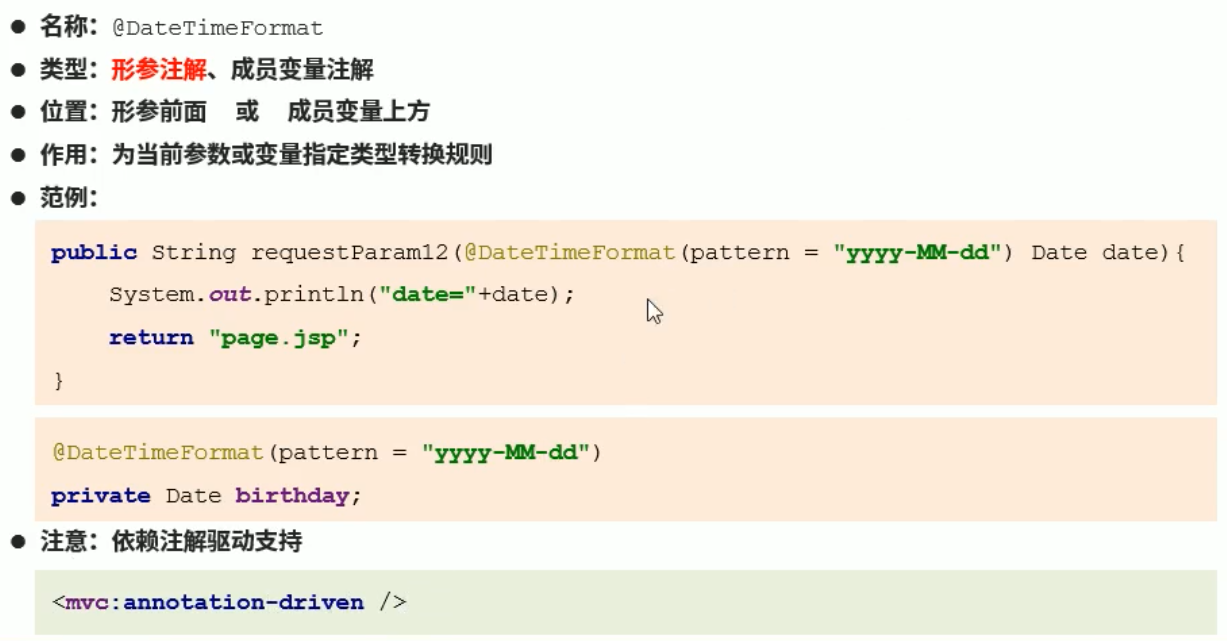 ● 名称：@DateTimeFormat
● 类型：形参注解、成员变量注解
● 位置：形参前面 或 成员变量上方
● 作用：为当前参数或变量指定类型转换规则
● 范例：
public String requestParam12(@DateTimeFormat(pattern = "yyyy-MM-dd") Date date){
    System.out.println("date="+date);
    return "page.jsp";
}
@DateTimeFormat(pattern = "yyyy-MM-dd")
private Date birthday;
● 注意：依赖注解驱动支持
<mvc:annotation-driven />